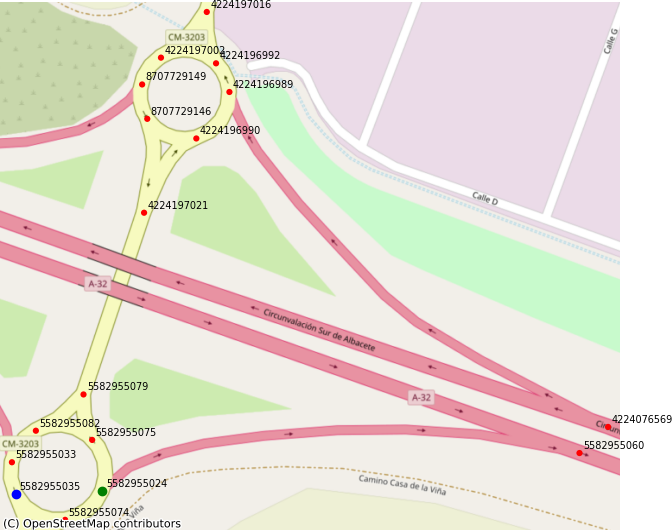 4224197016
CM-3203
4224197002
4224196992
8707729149
4224196989
8707729146
4224196990
Calle G
Calle D
4224197021
A-32
Circunvalación Sur de Albacete
5582955079
A-32
4224076569
5582955082
5582955075
CM-3203
5582955033
5582955060
5582955035
5582955024
Camino Casa de la Viña
5582955074
Viña
(C) OpenStreetMap contributors